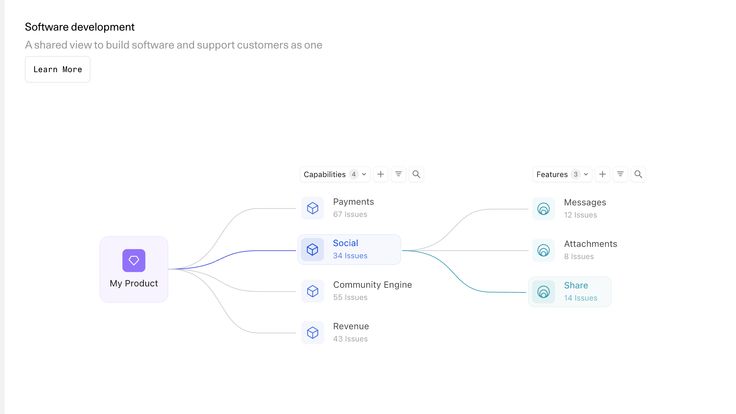 Software development
A shared view to build software and support customers as one
Learn More
Capabilities 4
Features 3
Payments
67 Issues
Social
34 Issues
Community Engine
55 Issues
Revenue
43 Issues
My Product
Messages
12 Issues
Attachments
8 Issues
Share
14 Issues